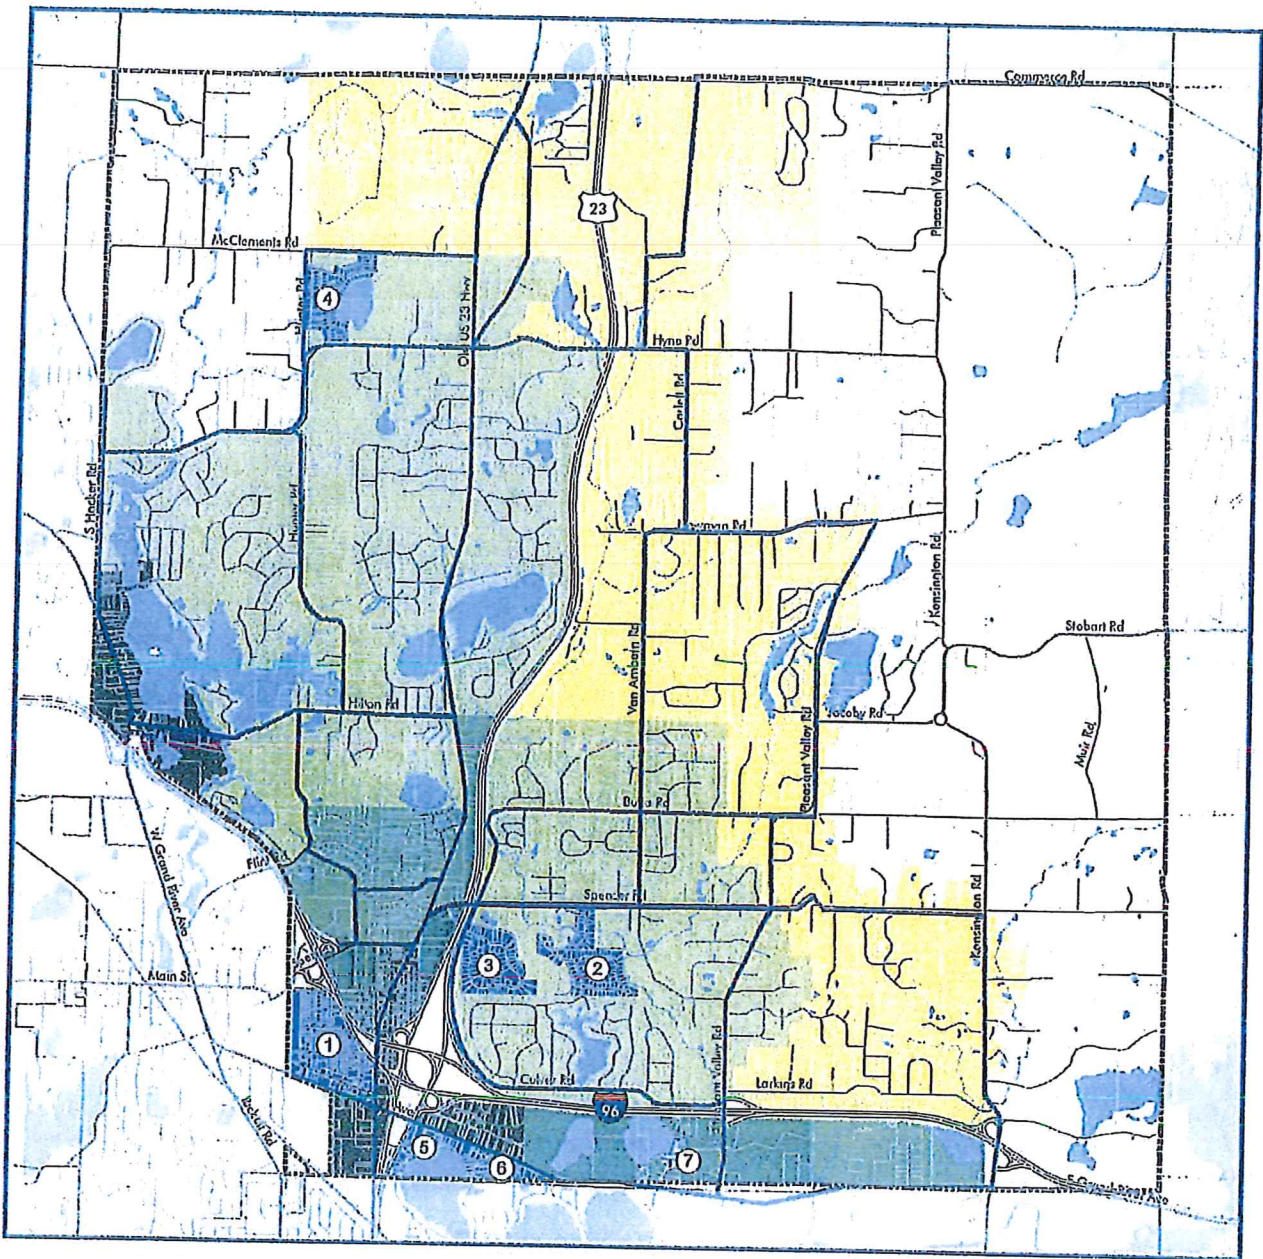 Commerce Rd
Pleasant Valley Rd
23
McClements Rd
4
Hunter Rd
Old US 23 Hwy
Hyne Rd
S Hacker Rd
Hunter Rd
Kensington Rd
Stobart Rd
Van Amberg Rd
Hilton Rd
Jacoby Rd
Pleasant Valley Rd
Muir Rd
W Grand River Ave
Flint Rd
Spencer Rd
Kensington Rd
Main St
3
2
1
Culver Rd
Larkins Rd
96
5
6
7
E Grand River Ave